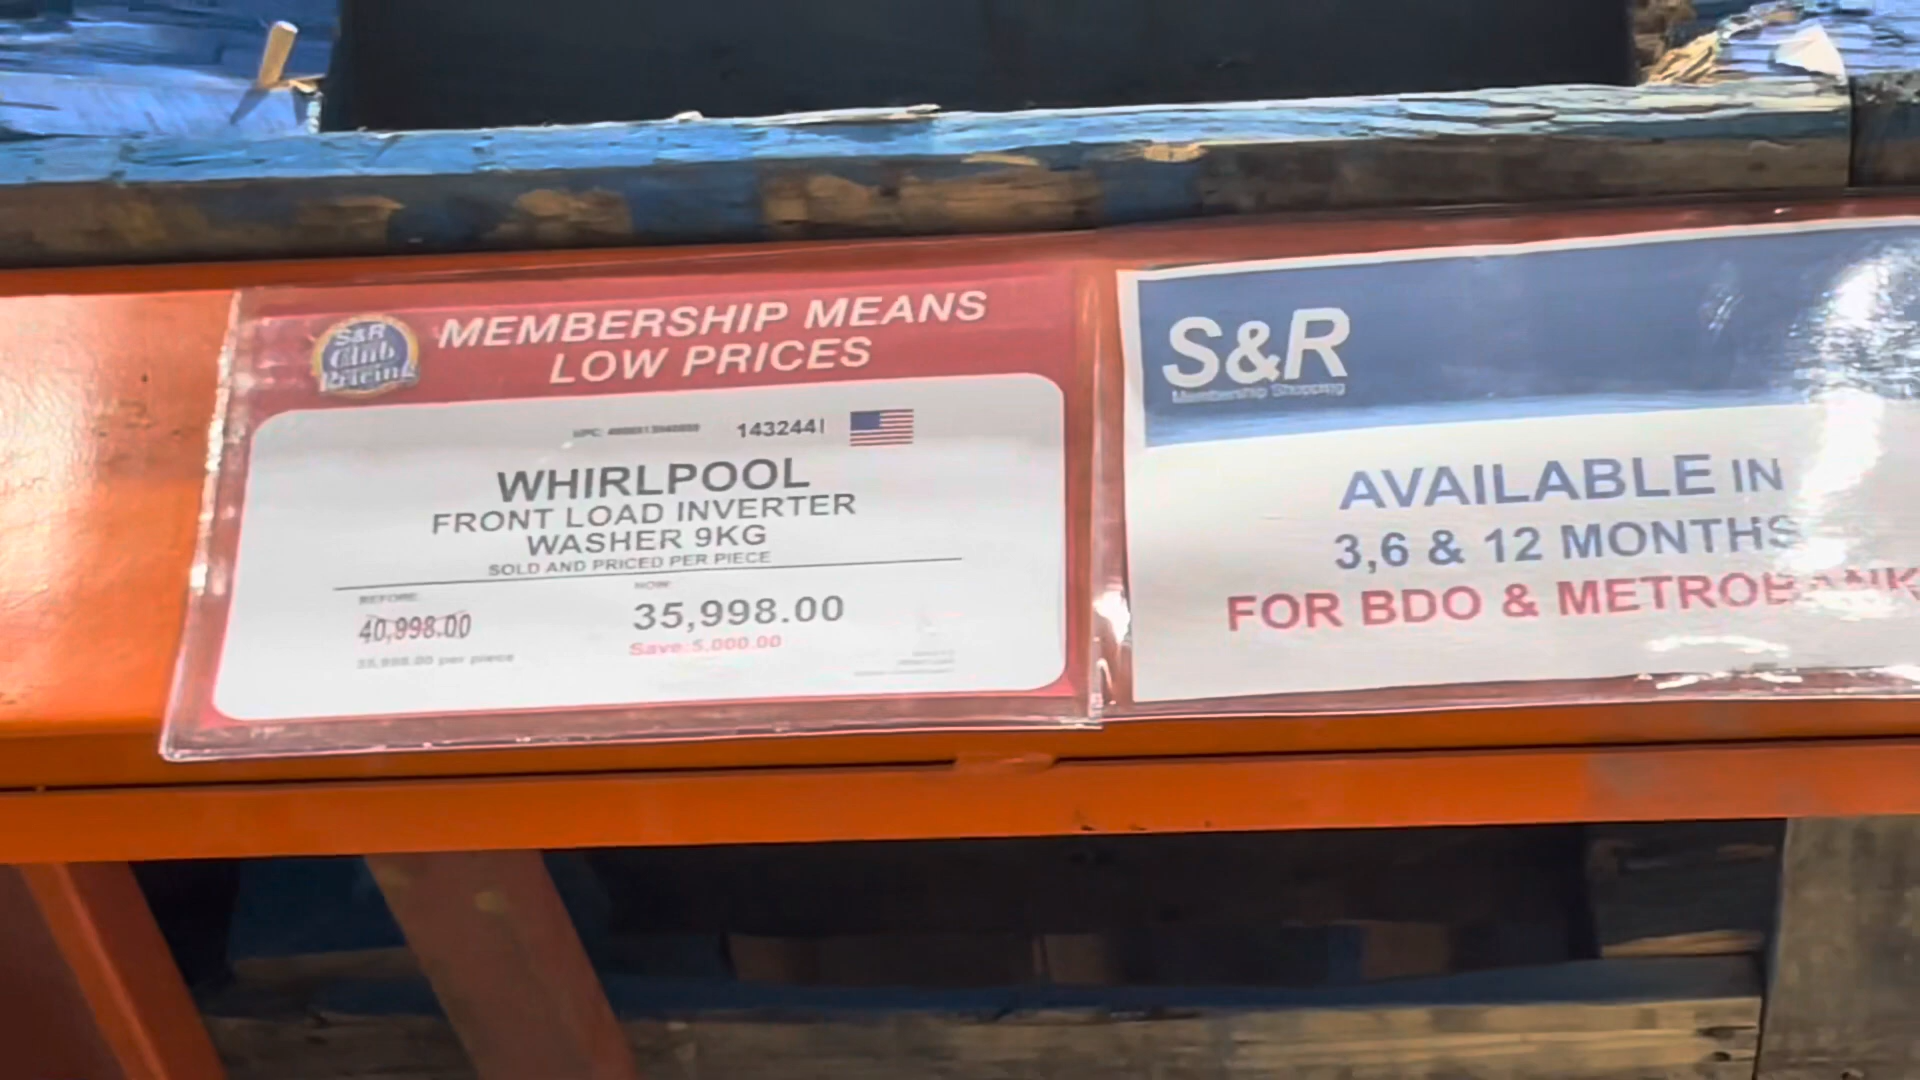 S&R
Club
Pricing
MEMBERSHIP MEANS
LOW PRICES
UPC:
1432441
WHIRLPOOL
FRONT LOAD INVERTER
WASHER 9KG
SOLD AND PRICED PER PIECE
BEFORE:
40,998.00
35,998.00 per piece
NOW:
35,998.00
Save:5,000.00
S&R
Membership Shopping
AVAILABLE IN
3,6 & 12 MONTHS
FOR BDO & METROBANK